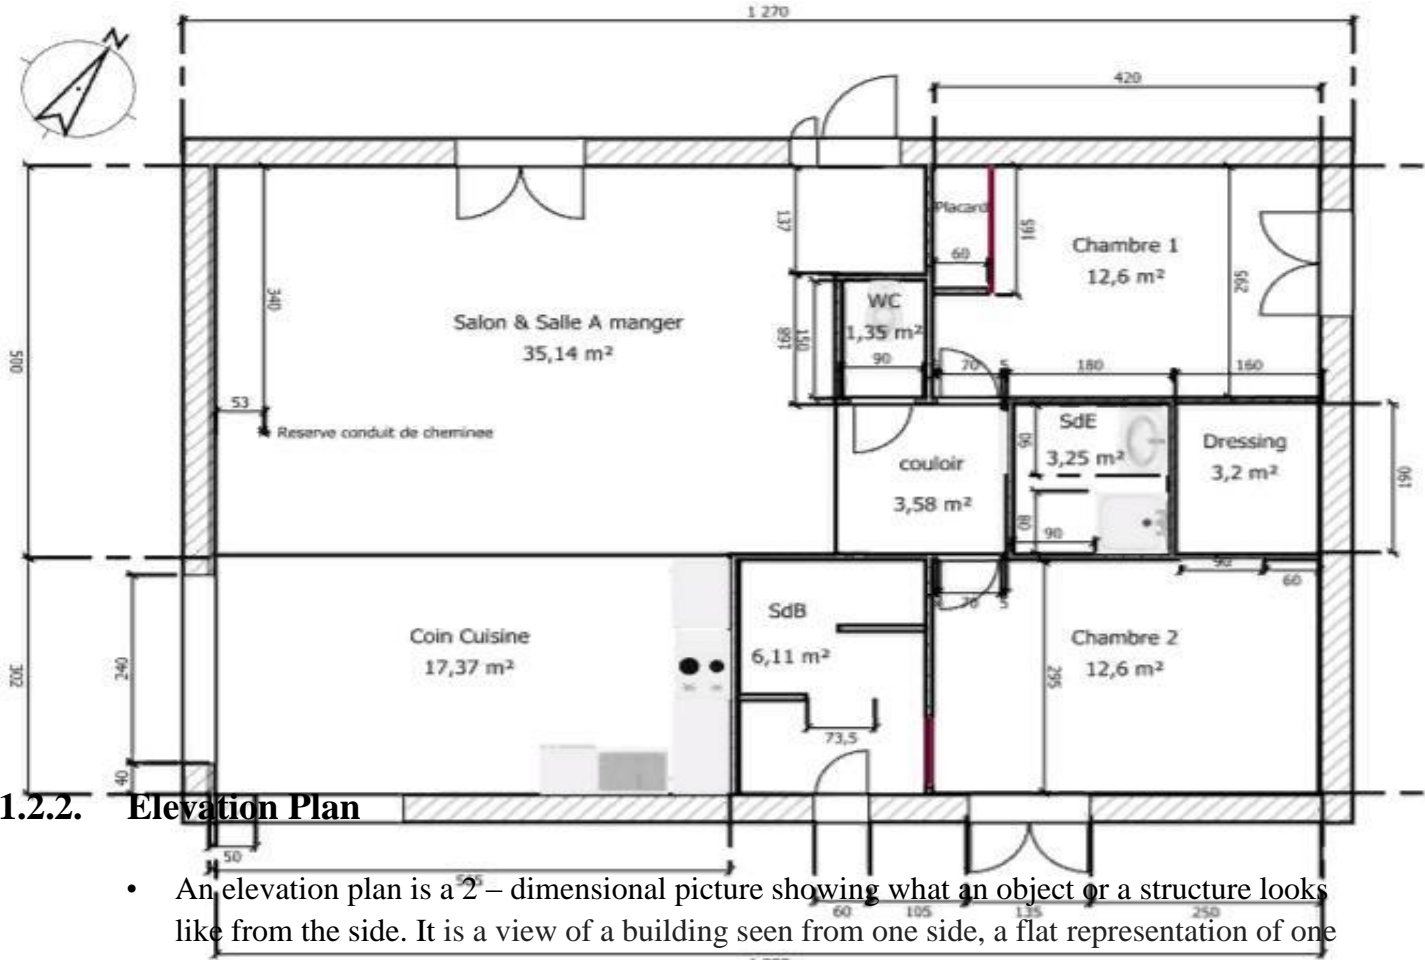 1 270
N
420
137
Placard
60
165
Chambre 1
12,6 m²
295
340
Salon & Salle A manger
35,14 m²
WC
1,35 m²
90
168
150
500
53
Reserve conduit de cheminee
70
5
180
160
SdE
3,25 m²
90
80
90
Dressing
3,2 m²
190
couloir
3,58 m²
90
60
70
5
302
240
40
Coin Cuisine
17,37 m²
SdB
6,11 m²
73,5
295
Chambre 2
12,6 m²
1.2.2. Elevation Plan
50
• An elevation plan is a 2 – dimensional picture showing what an object or a structure looks
60
105
135
250
like from the side. It is a view of a building seen from one side, a flat representation of one